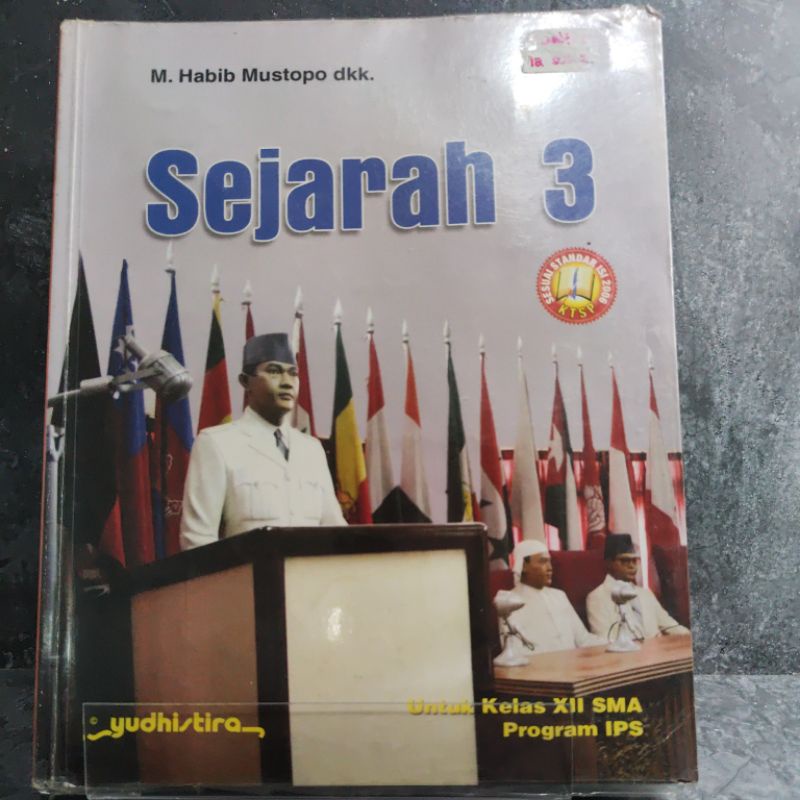 M. Habib Mustopo dkk.
Sejarah 3
SESUAI STANDAR ISI 2006
KTSP
Untuk Kelas XII SMA
Program IPS
© yudhistira